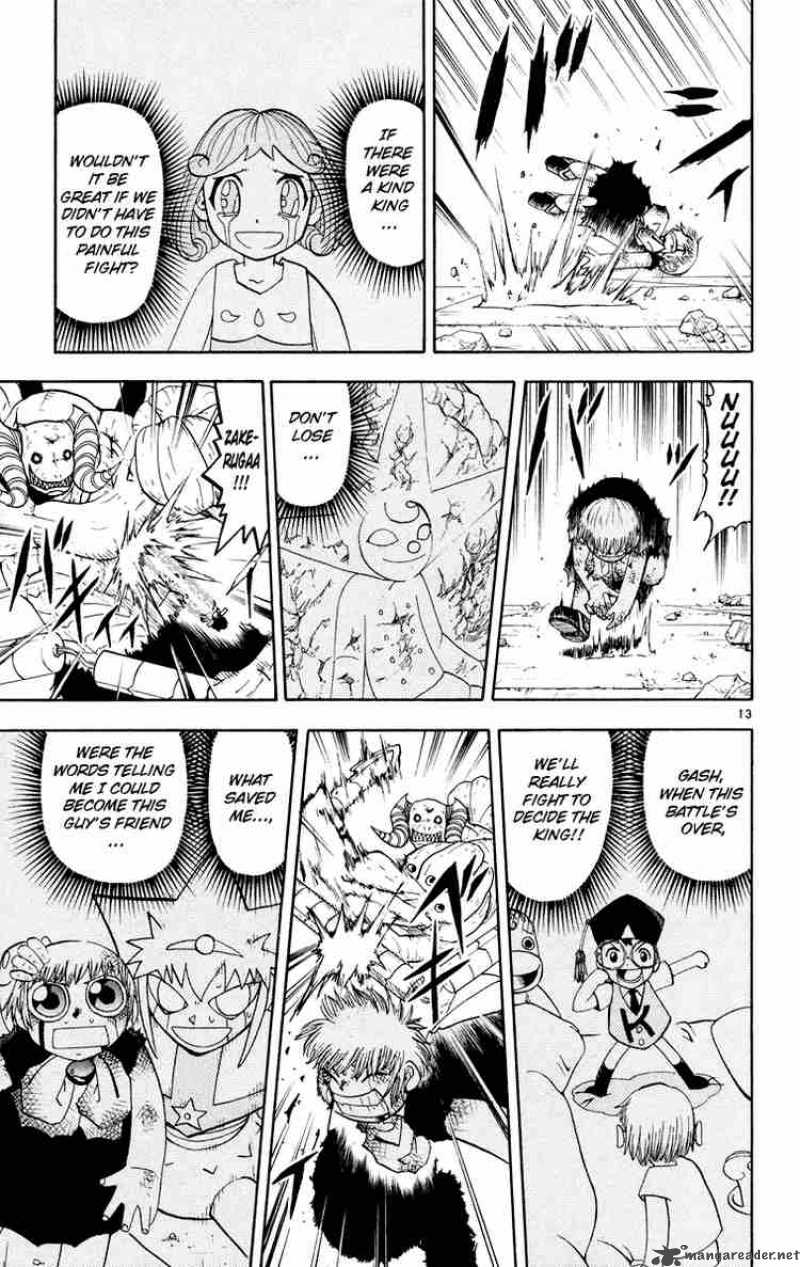 IF
THERE
WERE
A KIND
KING
...
WOULDN'T
IT BE
GREAT IF WE
DIDN'T HAVE
TO DO THIS
PAINFUL
FIGHT?
NUUUU!!
DON'T
LOSE
...
ZAKE-
RUGAA
!!!
13
GASH,
WHEN THIS
BATTLE'S
OVER,
WE'LL
REALLY
FIGHT TO
DECIDE THE
KING!!
K
WHAT
SAVED
ME...,
WERE THE
WORDS TELLING
ME I COULD
BECOME THIS
GUY'S FRIEND
...
mangareader.net